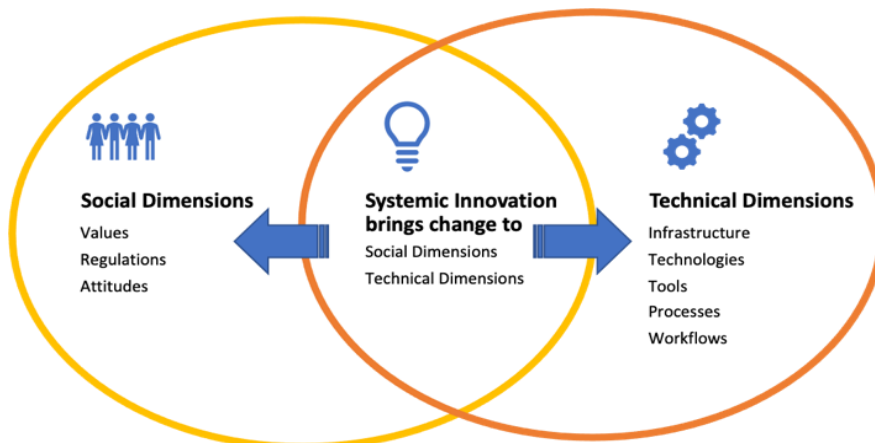 Social Dimensions
Values
Regulations
Attitudes
Systemic Innovation
brings change to
Social Dimensions
Technical Dimensions
Technical Dimensions
Infrastructure
Technologies
Tools
Processes
Workflows